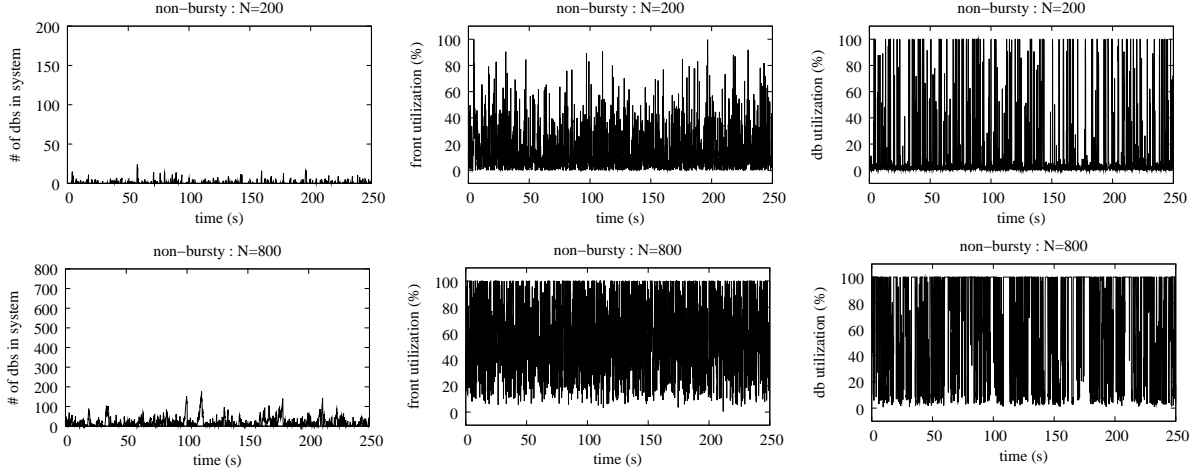 non−bursty : N=200
200
150
100
50
0
0 50 100 150 200 250
# of dbs in system
time (s)
non−bursty : N=200
100
80
60
40
20
0
0 50 100 150 200 250
front utilization (%)
time (s)
non−bursty : N=200
100
80
60
40
20
0
0 50 100 150 200 250
db utilization (%)
time (s)
non−bursty : N=800
800
700
600
500
400
300
200
100
0
0 50 100 150 200 250
# of dbs in system
time (s)
non−bursty : N=800
100
80
60
40
20
0
0 50 100 150 200 250
front utilization (%)
time (s)
non−bursty : N=800
100
80
60
40
20
0
0 50 100 150 200 250
db utilization (%)
time (s)